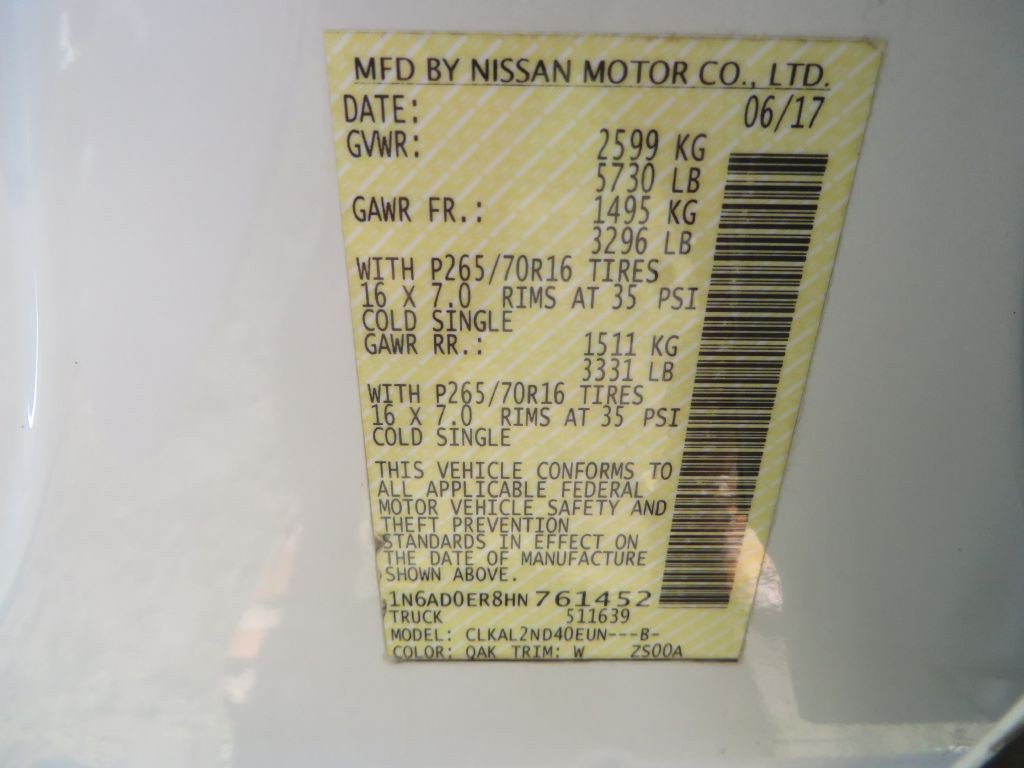 MFD BY NISSAN MOTOR CO., LTD.
DATE: 06/17
GVWR: 2599 KG
5730 LB
GAWR FR.: 1495 KG
3296 LB
WITH P265/70R16 TIRES
16 X 7.0 RIMS AT 35 PSI
COLD SINGLE
GAWR RR.: 1511 KG
3331 LB
WITH P265/70R16 TIRES
16 X 7.0 RIMS AT 35 PSI
COLD SINGLE
THIS VEHICLE CONFORMS TO
ALL APPLICABLE FEDERAL
MOTOR VEHICLE SAFETY AND
THEFT PREVENTION
STANDARDS IN EFFECT ON
THE DATE OF MANUFACTURE
SHOWN ABOVE.
1N6AD0ER8HN 761452
TRUCK 511639
MODEL: CLKAL2ND40EUN---B-
COLOR: QAK TRIM: W ZS00A